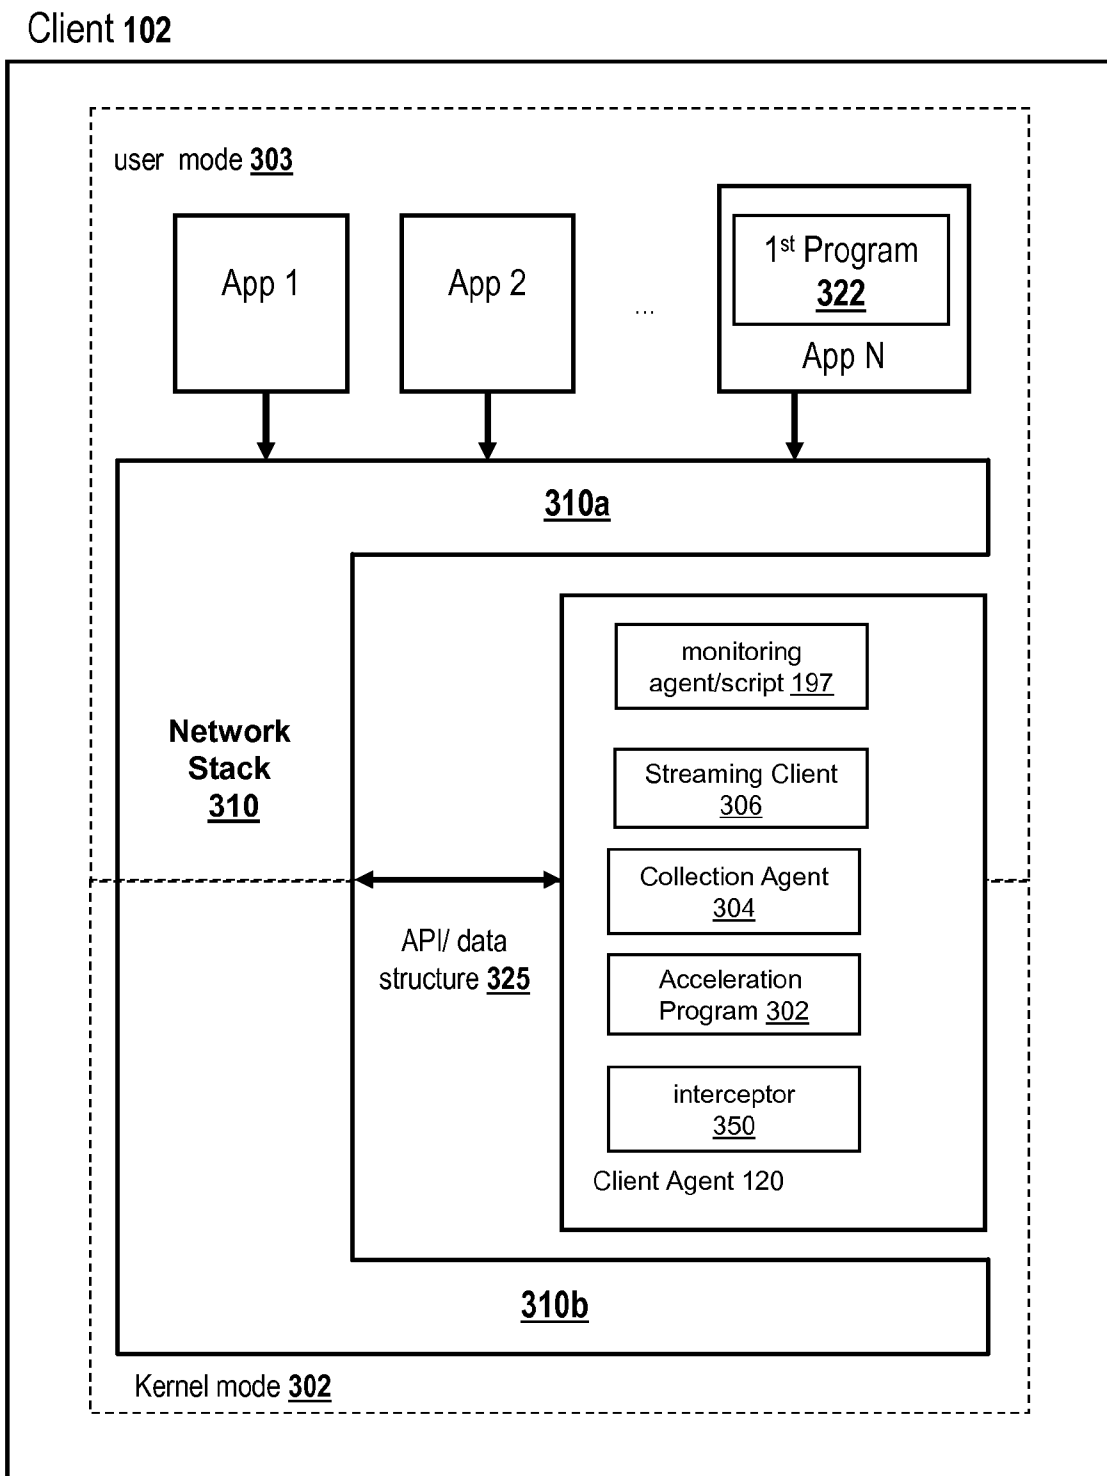 Client 102
user mode 303
App 1
App 2
...
1st Program
322
App N
310a
monitoring
agent/script 197
Network
Stack
310
Streaming Client
306
Collection Agent
304
API/ data
structure 325
Acceleration
Program 302
interceptor
350
Client Agent 120
310b
Kernel mode 302